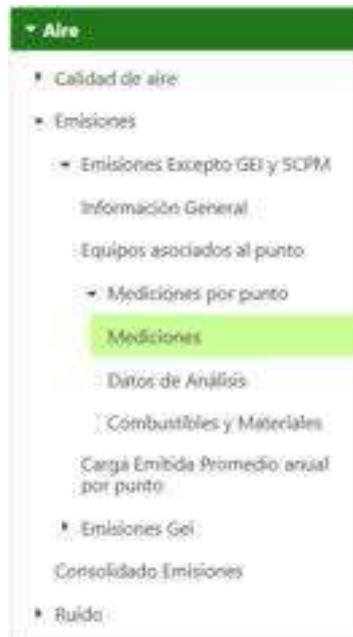 Aire
Calidad de aire
Emisiones
Emisiones Excepto GEI y SCPM
Información General
Equipos asociados al punto
Mediciones por punto
Mediciones
Datos de Análisis
Combustibles y Materiales
Carga Emitida Promedio anual
por punto
Emisiones Gei
Consolidado Emisiones
Ruido